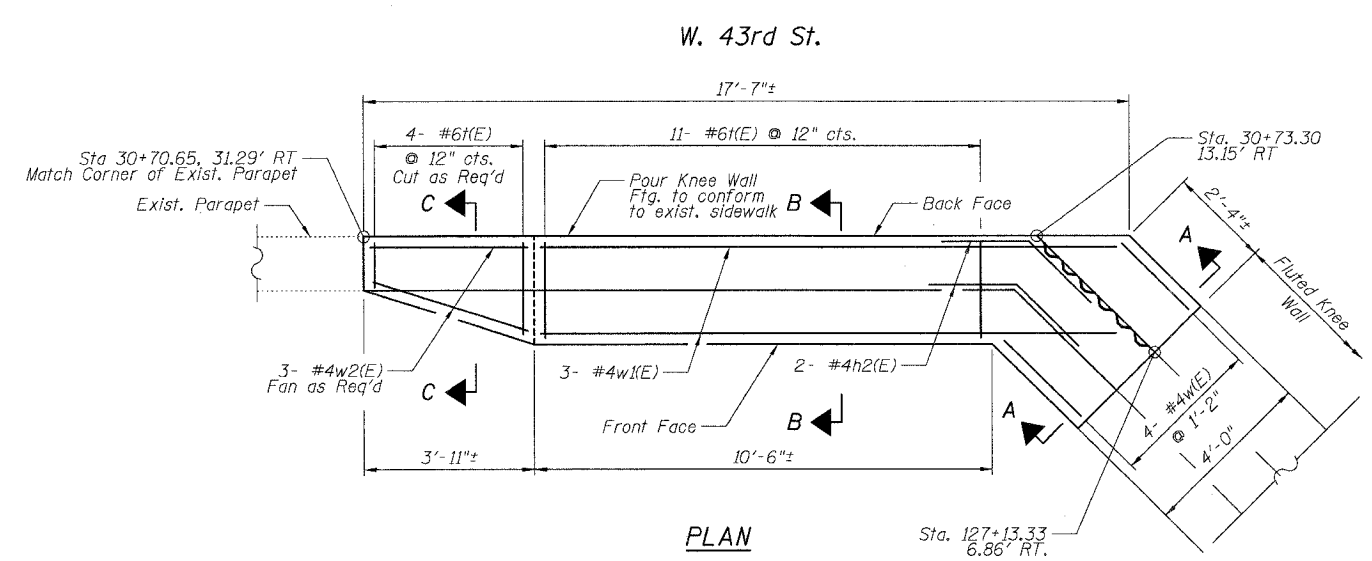 W. 43rd St.
17'-7"±
4- #6t(E)
@ 12" cts.
Cut as Req'd
11- #6t(E) @ 12" cts.
Sta. 30+73.30
13.15' RT
Sta 30+70.65, 31.29' RT
Match Corner of Exist. Parapet
Exist. Parapet
C
Pour Knee Wall
Ftg. to conform
to exist. sidewalk
B
Back Face
2'-4"±
A
Fluted Knee
Wall
3- #4w2(E)
Fan as Req'd
C
3- #4w1(E)
2- #4h2(E)
Front Face
B
A
4- #4w(E)
@ 1'-2"
4'-0"
3'-11"±
10'-6"±
PLAN
Sta. 127+13.33
6.86' RT.